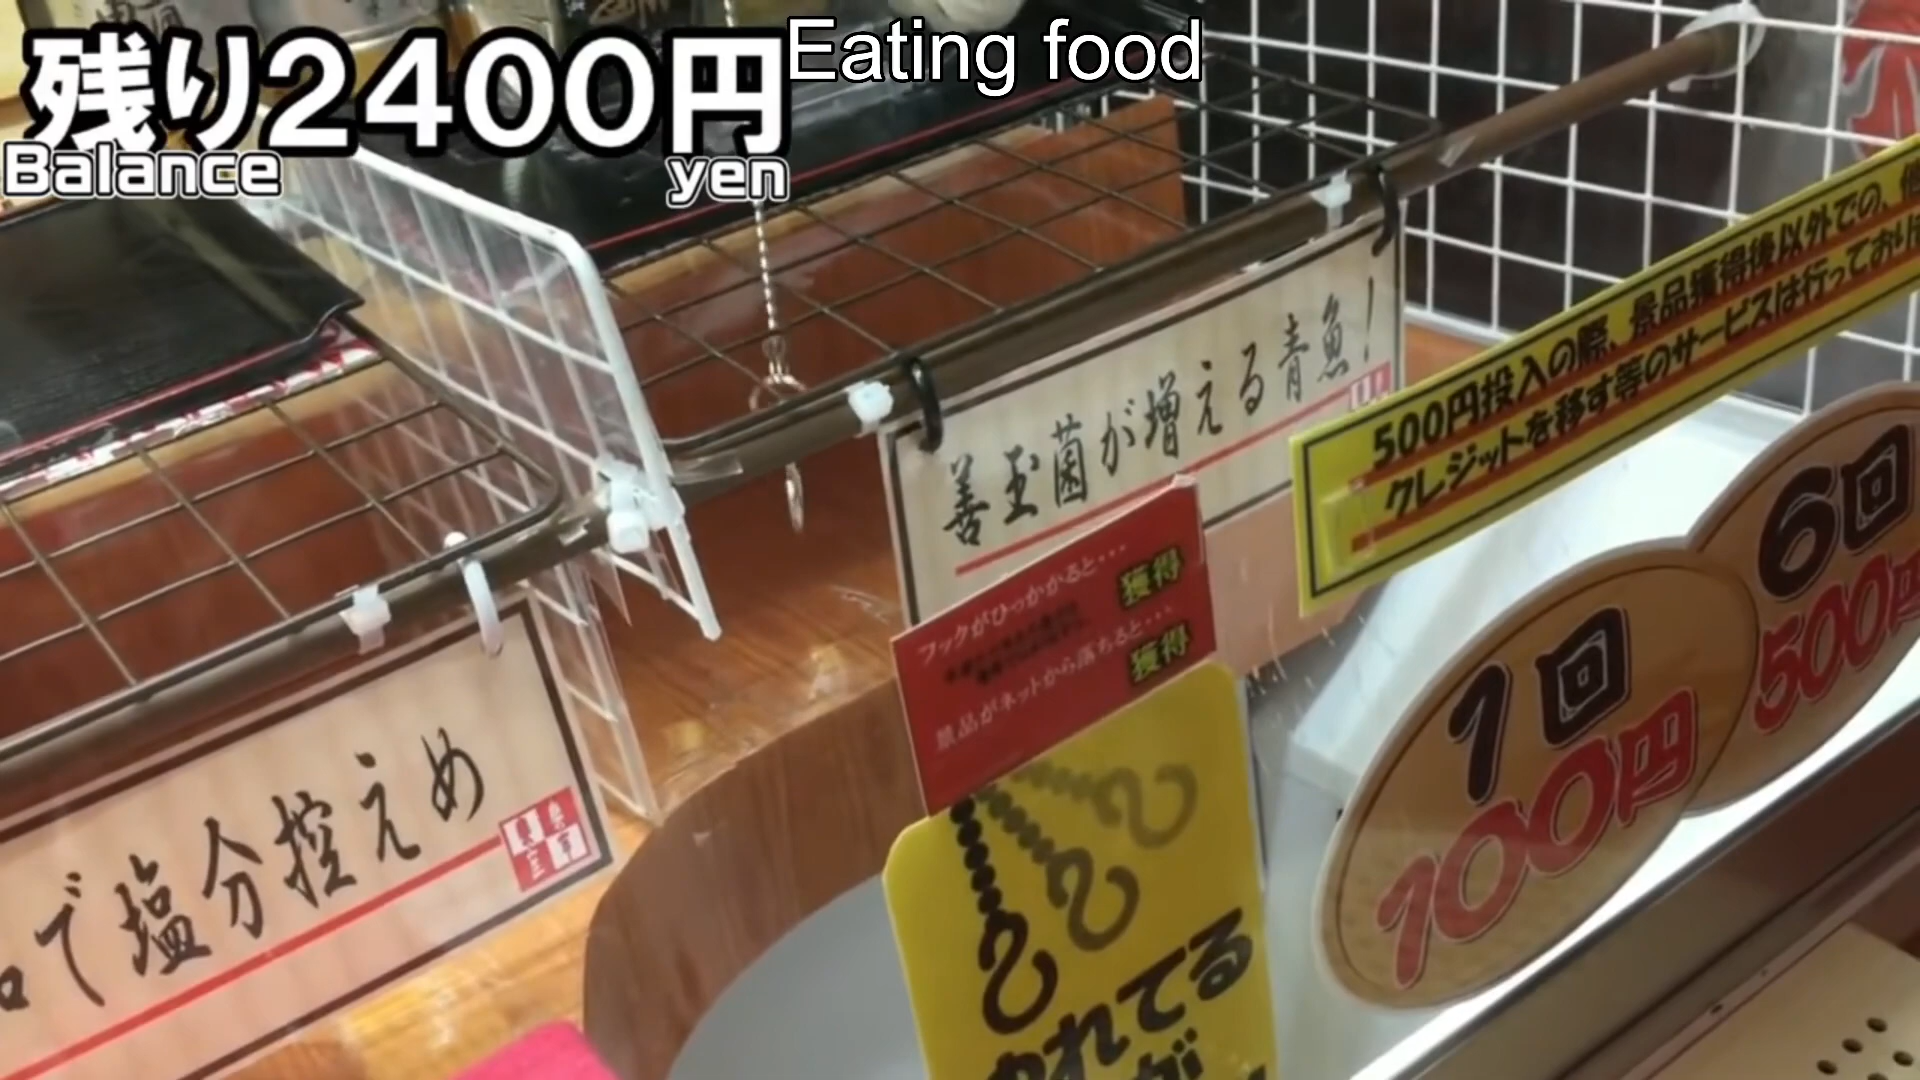 残り2400円
Balance
yen
Eating food
善玉菌が増える青魚!
500円投入の際、景品獲得後以外での、
クレジットを移す等のサービスは行っており
フックがひっかかると…
獲得
景品がネットから落ちると…
獲得
で塩分控えめ
1回
100円
6回
500円
れてる
が